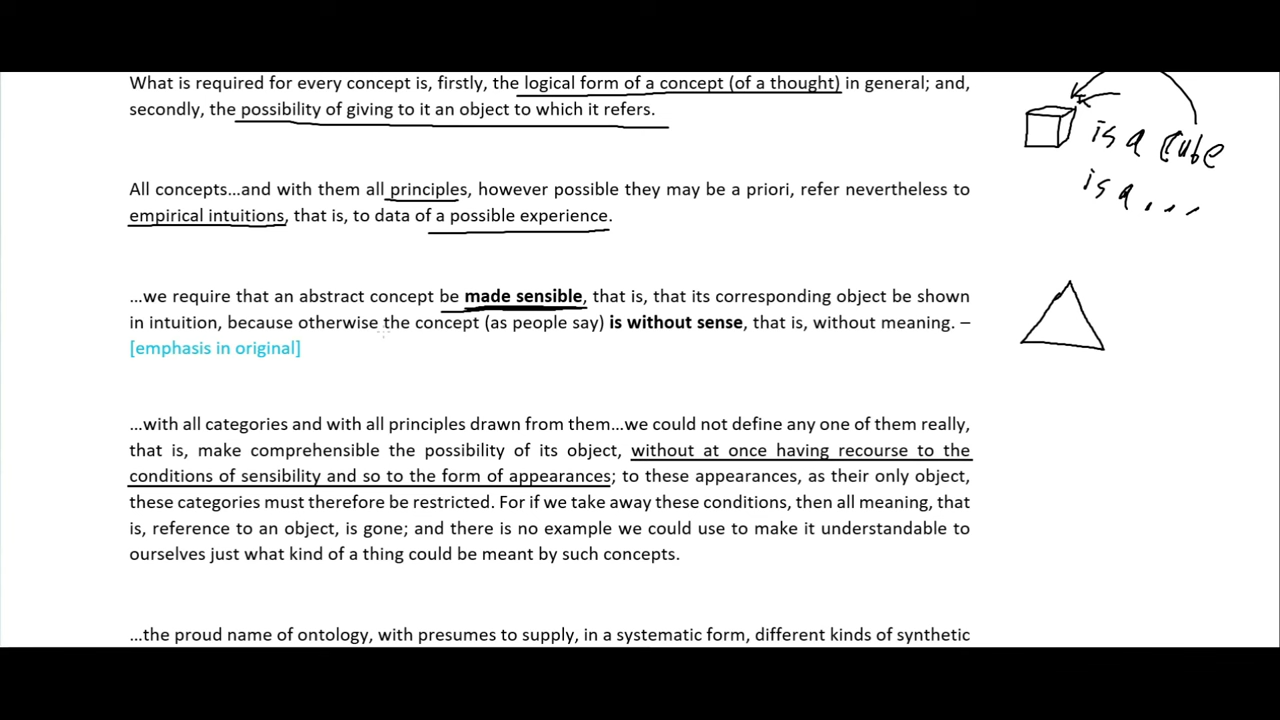 What is required for every concept is, firstly, the logical form of a concept (of a thought) in general; and,
secondly, the possibility of giving to it an object to which it refers.
is a Cube
is a...
All concepts...and with them all principles, however possible they may be a priori, refer nevertheless to
empirical intuitions, that is, to data of a possible experience.
...we require that an abstract concept be made sensible, that is, that its corresponding object be shown
in intuition, because otherwise the concept (as people say) is without sense, that is, without meaning. –
[emphasis in original]
...with all categories and with all principles drawn from them...we could not define any one of them really,
that is, make comprehensible the possibility of its object, without at once having recourse to the
conditions of sensibility and so to the form of appearances; to these appearances, as their only object,
these categories must therefore be restricted. For if we take away these conditions, then all meaning, that
is, reference to an object, is gone; and there is no example we could use to make it understandable to
ourselves just what kind of a thing could be meant by such concepts.
...the proud name of ontology, with presumes to supply, in a systematic form, different kinds of synthetic